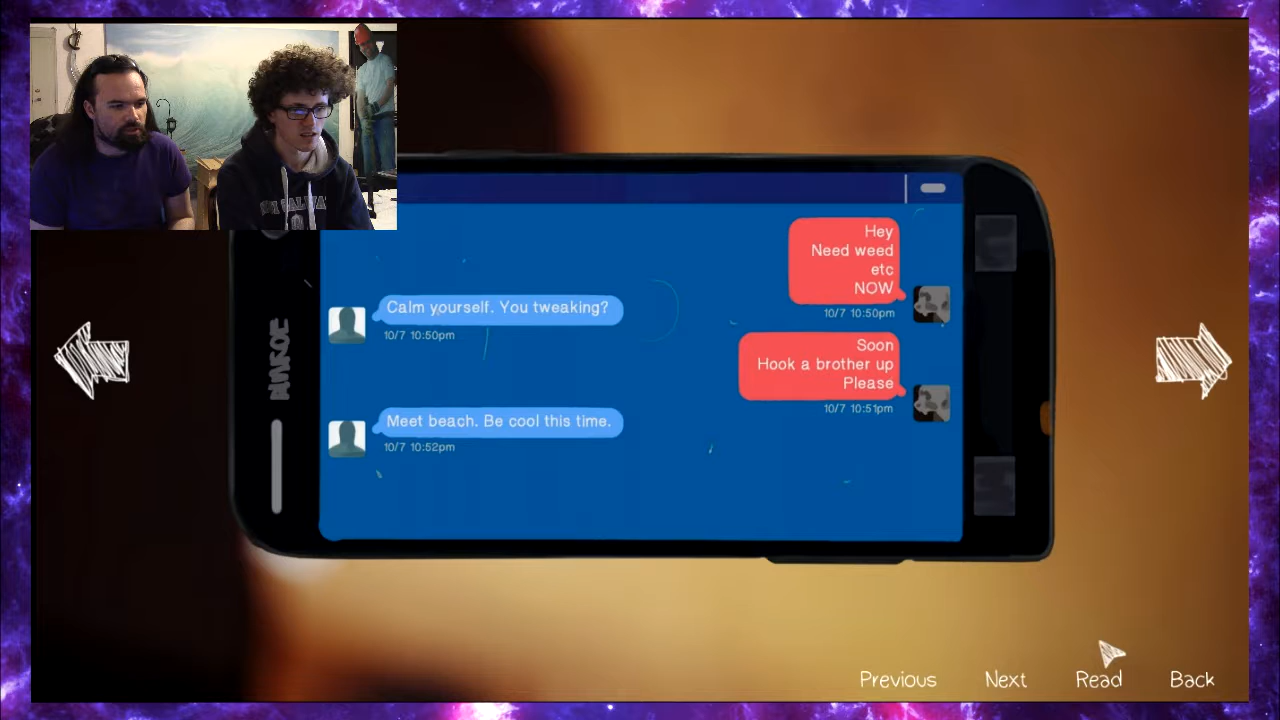 Hey
Need weed
etc
NOW
10/7 10:50pm
Calm yourself. You tweaking?
10/7 10:50pm
Soon
Hook a brother up
Please
10/7 10:51pm
Meet beach. Be cool this time.
10/7 10:52pm
Previous Next Read Back